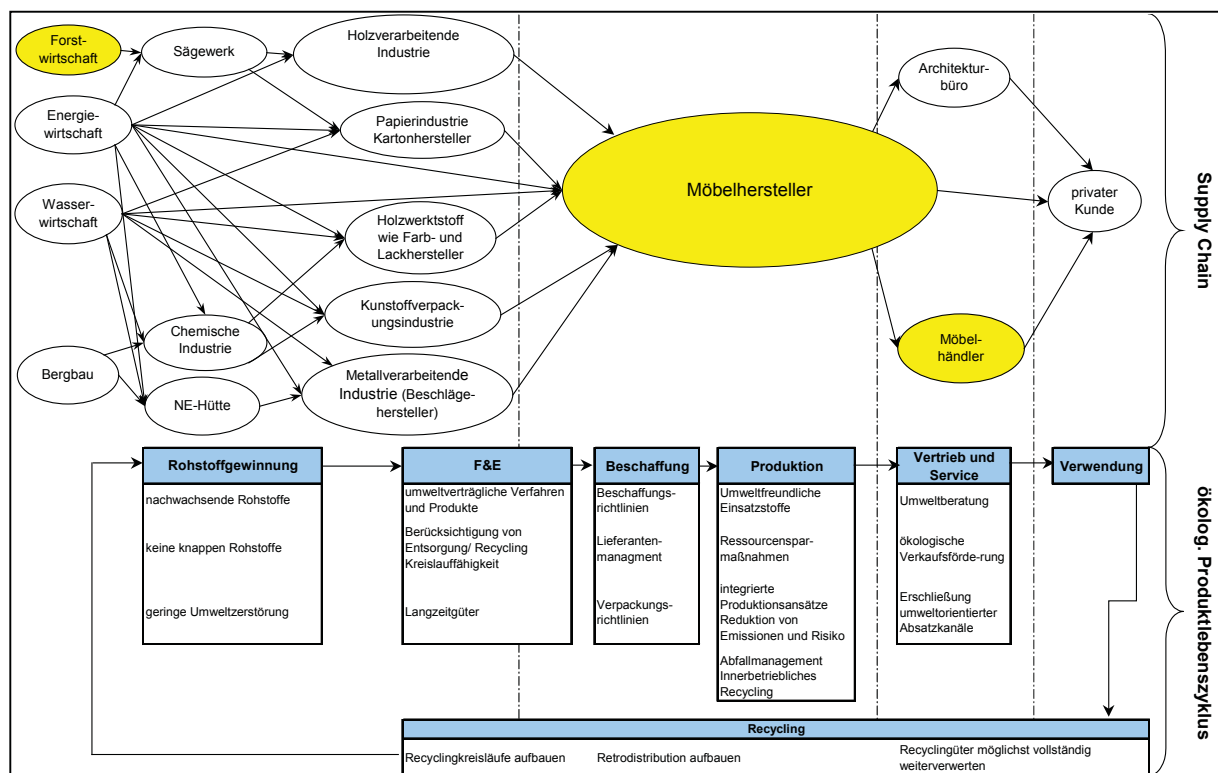 Forst-
wirtschaft
Sägewerk
Holzverarbeitende
Industrie
Architektur-
büro
Energie-
wirtschaft
Papierindustrie
Kartonhersteller
Möbelhersteller
privater
Kunde
Wasser-
wirtschaft
Holzwerktstoff
wie Farb- und
Lackhersteller
Kunstoffverpack-
ungsindustrie
Chemische
Industrie
Möbel-
händler
Bergbau
Metallverarbeitende
Industrie (Beschläge-
hersteller)
NE-Hütte
Supply Chain
Rohstoffgewinnung
nachwachsende Rohstoffe
keine knappen Rohstoffe
geringe Umweltzerstörung
F&E
umweltverträgliche Verfahren
und Produkte
Berücksichtigung von
Entsorgung/ Recycling
Kreislauffähigkeit
Langzeitgüter
Beschaffung
Beschaffungs-
richtlinien
Lieferanten-
managment
Verpackungs-
richtlinien
Produktion
Umweltfreundliche
Einsatzstoffe
Ressourcenspar-
maßnahmen
integrierte
Produktionsansätze
Reduktion von
Emissionen und Risiko
Abfallmanagement
Innerbetriebliches
Recycling
Vertrieb und
Service
Umweltberatung
ökologische
Verkaufsförde-rung
Erschließung
umweltorientierter
Absatzkanäle
Verwendung
ökolog. Produktlebenszyklus
Recycling
Recyclingkreisläufe aufbauen
Retrodistribution aufbauen
Recyclingüter möglichst vollständig
weiterverwerten